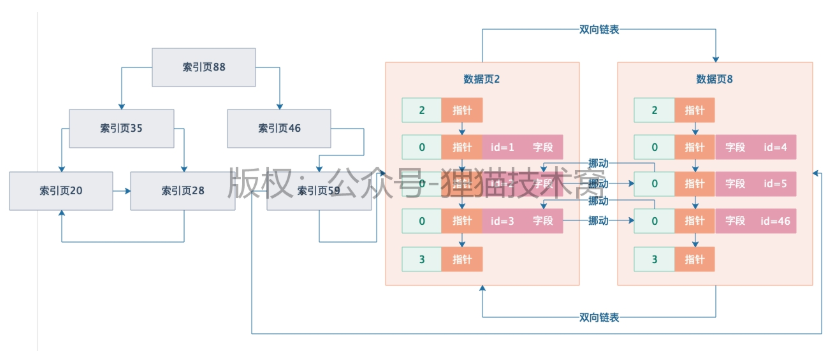 双向链表
索引页88
索引页35
索引页46
索引页20
索引页28
索引页59
数据页2
2 指针
0 指针 id=1 字段
0 指针
0 指针 id=3 字段
3 指针
挪动
挪动
挪动
挪动
数据页8
2 指针
0 指针 字段 id=4
0 指针 字段 id=5
0 指针 字段 id=46
3 指针
双向链表
版权：公众号-狸猫技术窝